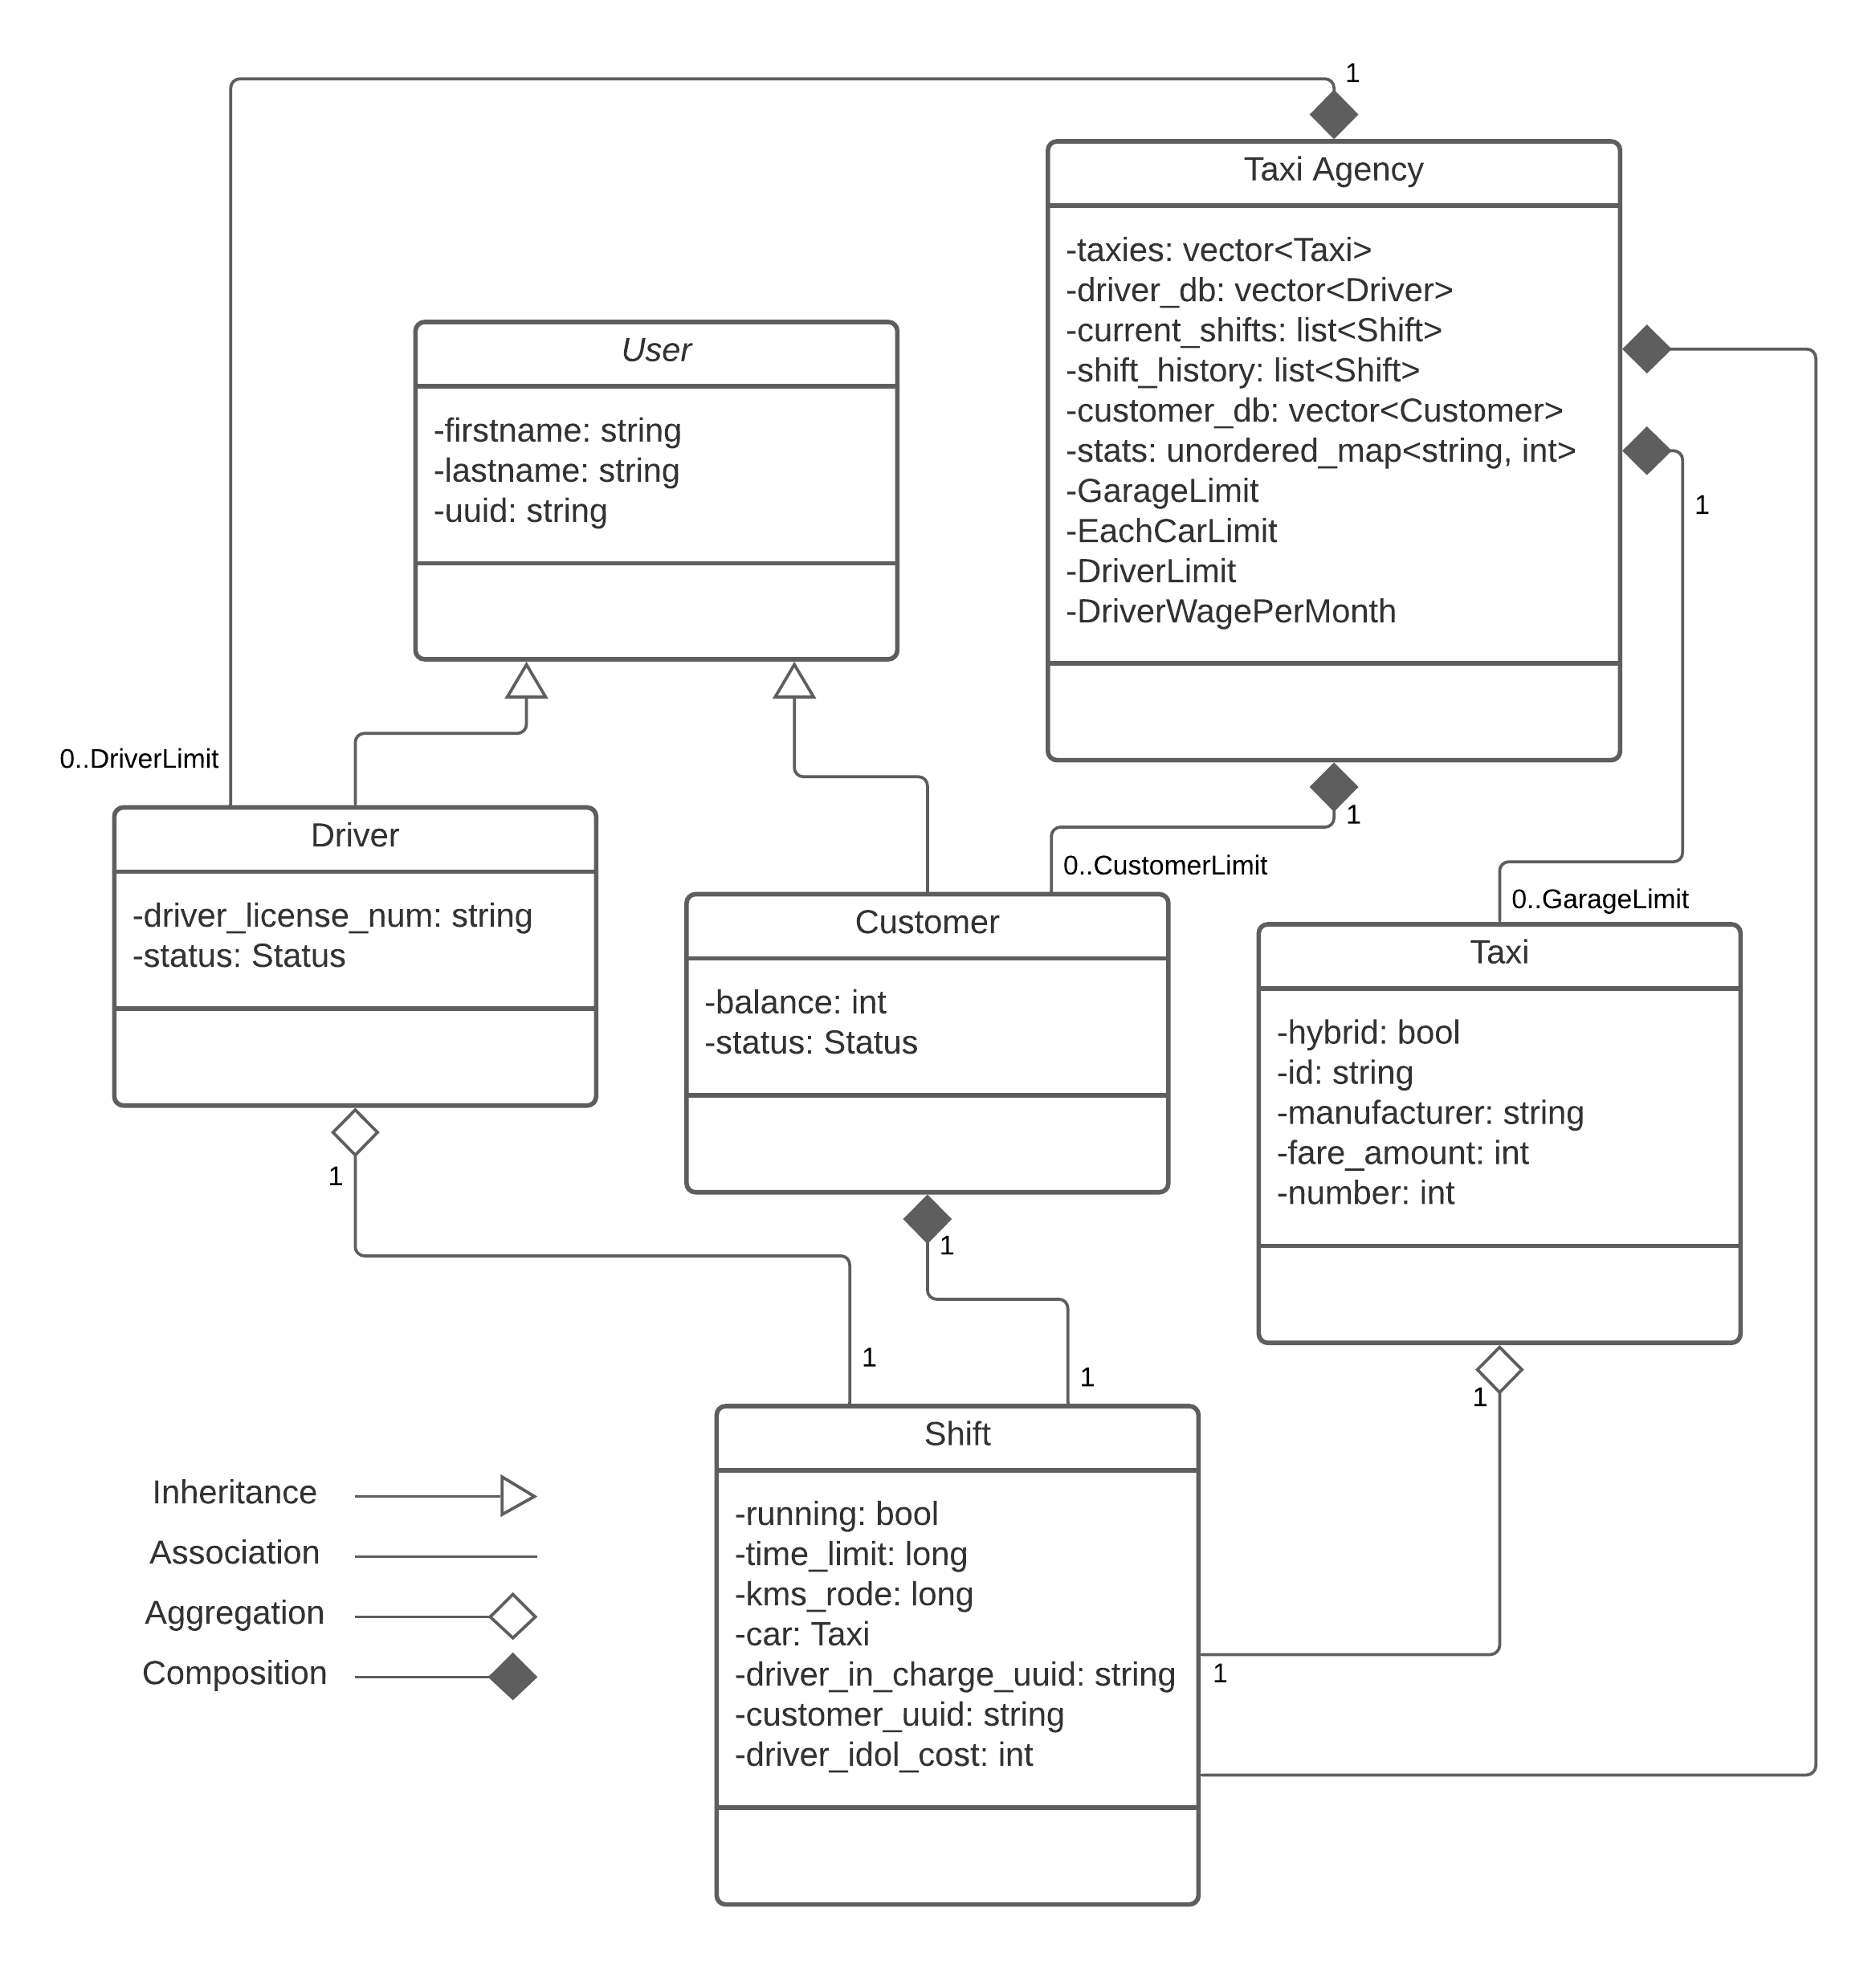 1
Taxi Agency
-taxies: vector<Taxi>
-driver_db: vector<Driver>
-current_shifts: list<Shift>
-shift_history: list<Shift>
-customer_db: vector<Customer>
-stats: unordered_map<string, int>
-GarageLimit
-EachCarLimit
-DriverLimit
-DriverWagePerMonth
1
User
-firstname: string
-lastname: string
-uuid: string
0..DriverLimit
1
0..CustomerLimit
0..GarageLimit
Driver
-driver_license_num: string
-status: Status
1
Customer
-balance: int
-status: Status
1
Taxi
-hybrid: bool
-id: string
-manufacturer: string
-fare_amount: int
-number: int
1
1
1
Shift
-running: bool
-time_limit: long
-kms_rode: long
-car: Taxi
-driver_in_charge_uuid: string
-customer_uuid: string
-driver_idol_cost: int
1
Inheritance
Association
Aggregation
Composition